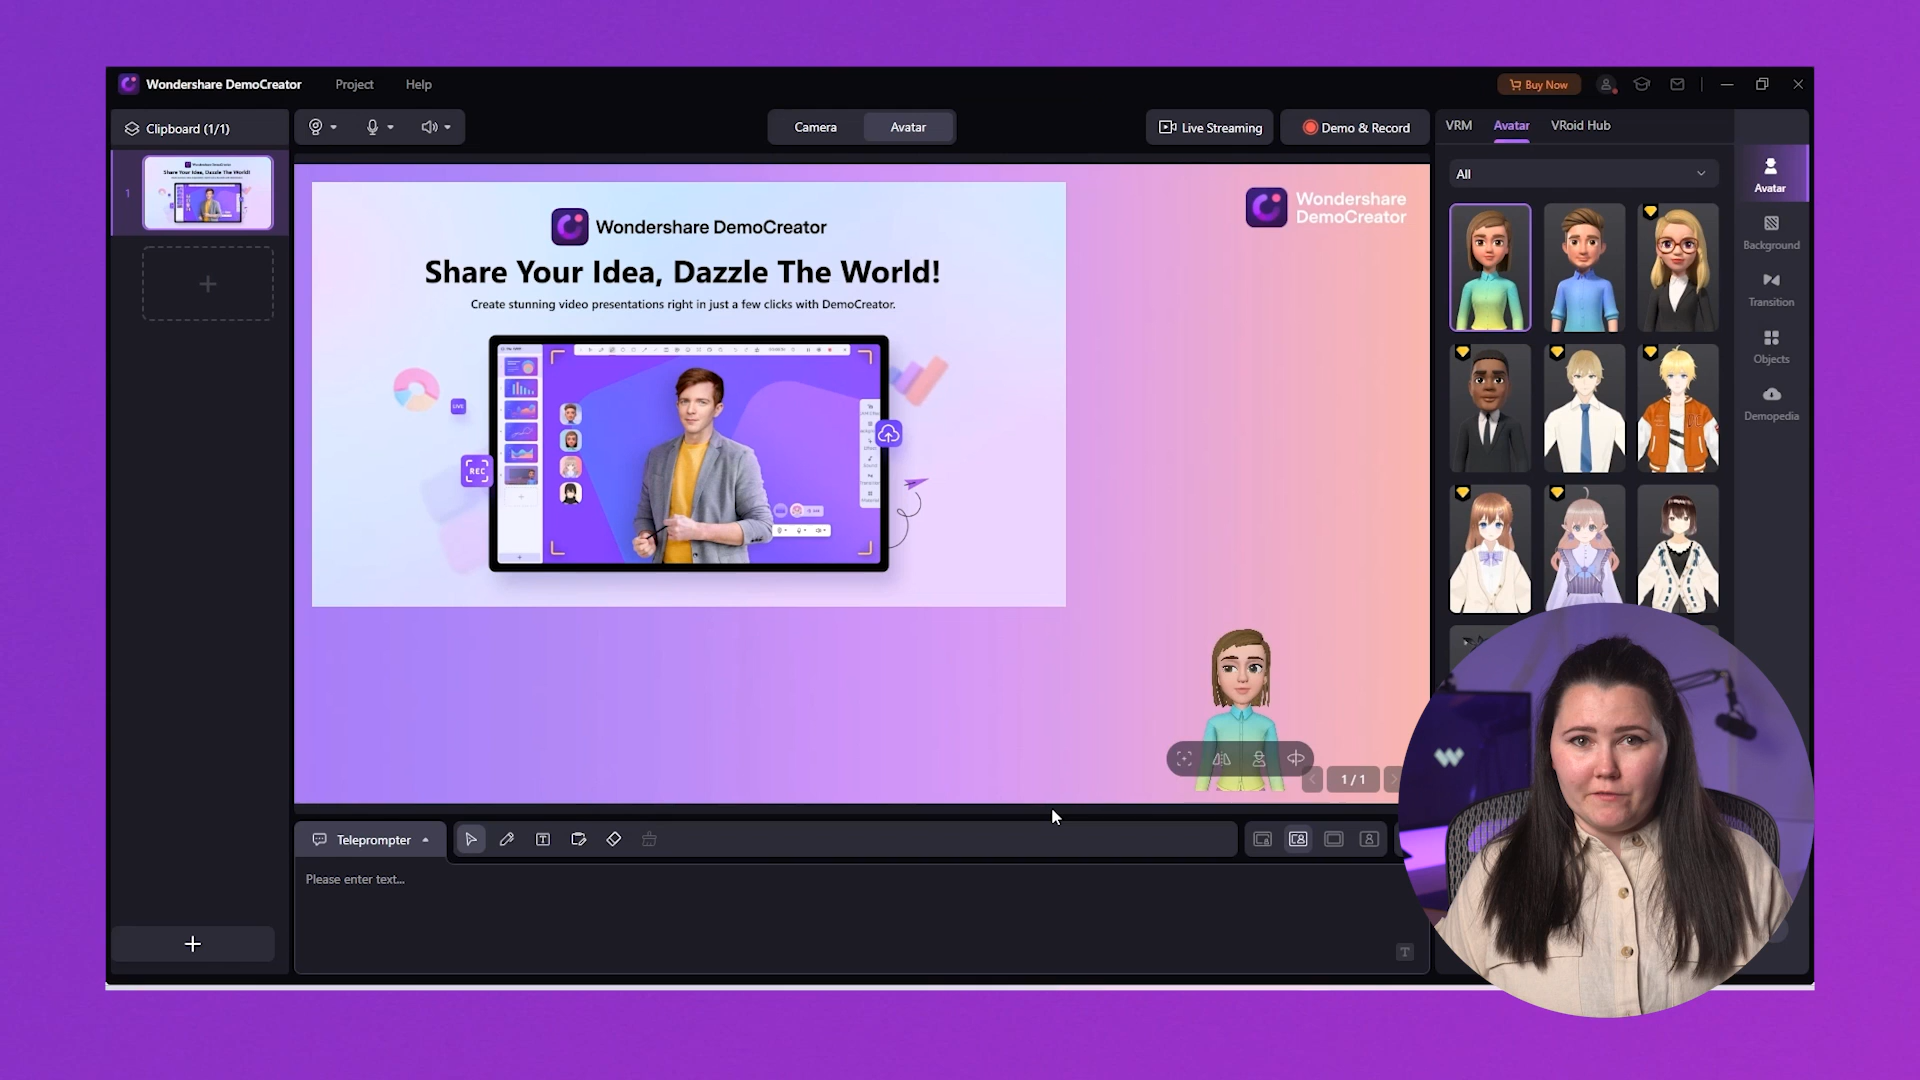 Wondershare DemoCreator
Project
Help
Buy Now
Clipboard (1/1)
Camera
Avatar
Live Streaming
Demo & Record
VRM
Avatar
VRoid Hub
All
1
Avatar
Background
Transition
Objects
Demopedia
Wondershare
DemoCreator
Wondershare DemoCreator
Share Your Idea, Dazzle The World!
Create stunning video presentations right in just a few clicks with DemoCreator.
LIVE
REC
1 / 1
Teleprompter
Please enter text...